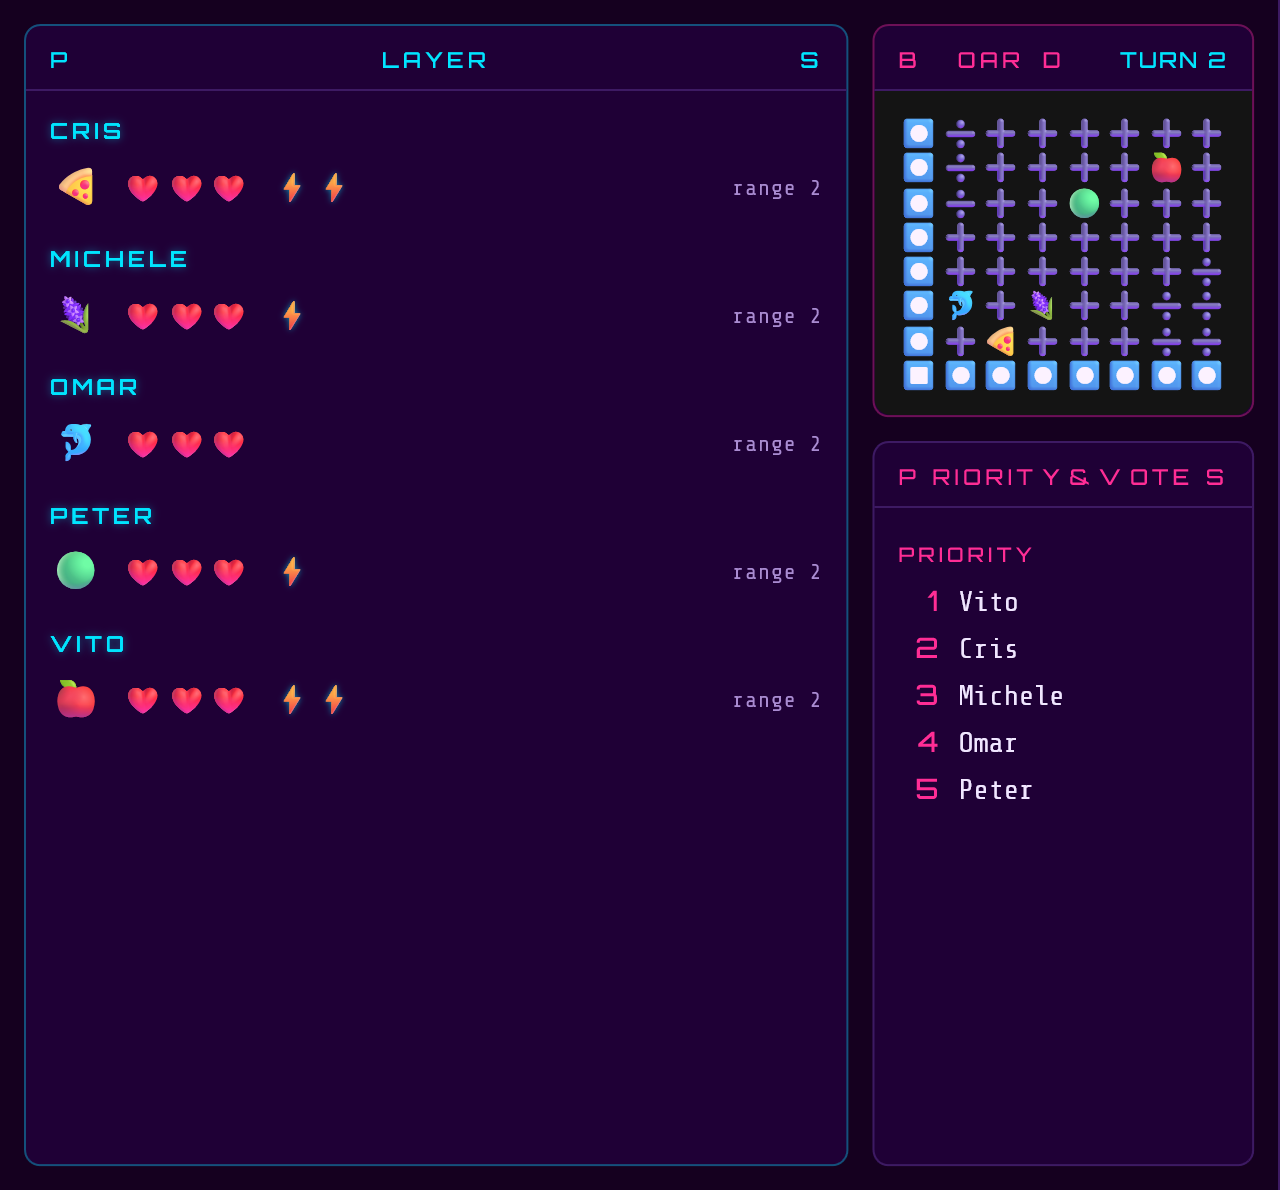 P LAYER S
CRIS
range 2
MICHELE
range 2
OMAR
range 2
PETER
range 2
VITO
range 2
B OAR D TURN 2
P RIORIT Y & V OTE S
PRIORITY
1 Vito
2 Cris
3 Michele
4 Omar
5 Peter